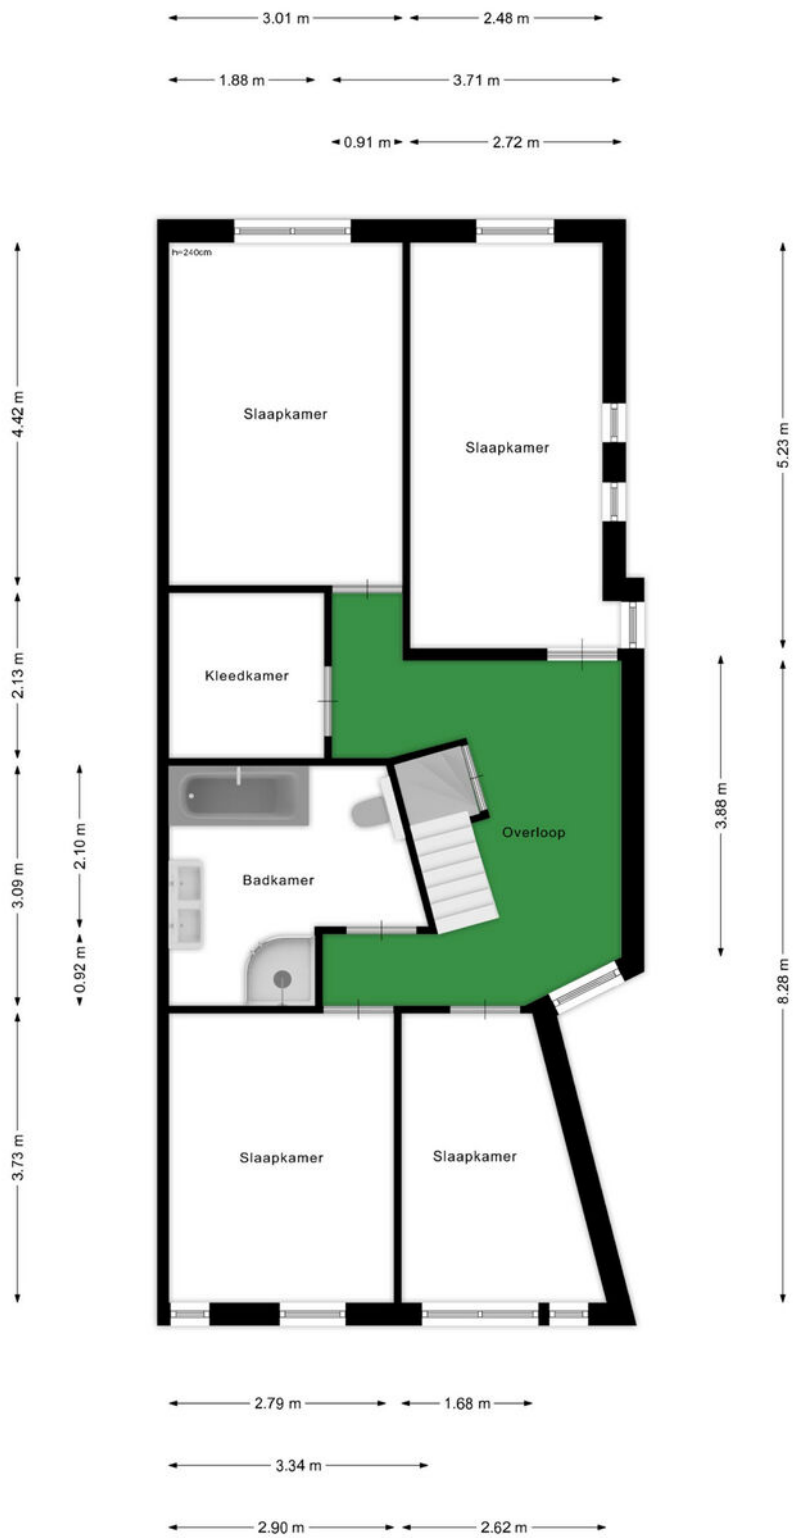 3.01 m
2.48 m
1.88 m
3.71 m
0.91 m
2.72 m
h=240cm
4.42 m
Slaapkamer
Slaapkamer
5.23 m
2.13 m
Kleedkamer
3.88 m
Overloop
2.10 m
3.09 m
Badkamer
0.92 m
8.28 m
3.73 m
Slaapkamer
Slaapkamer
2.79 m
1.68 m
3.34 m
2.90 m
2.62 m